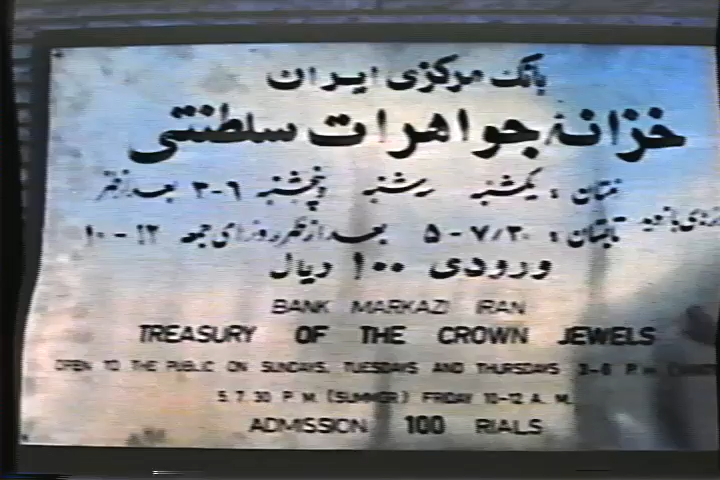 بانک مرکزی ایران
خزانه جواهرات سلطنتی
زمستان : یکشنبه سه‌شنبه پنجشنبه ۶-۳ بعدازظهر
تابستان : ۷/۳۰ - ۵ بعدازظهر روزهای جمعه ۱۲ - ۱۰
ورودی ۱۰۰ ریال
BANK MARKAZI IRAN
TREASURY OF THE CROWN JEWELS
OPEN TO THE PUBLIC ON SUNDAYS, TUESDAYS AND THURSDAYS 3-6 P.M
5.7.30 P.M. (SUMMER) FRIDAY 10-12 A.M.
ADMISSION 100 RIALS